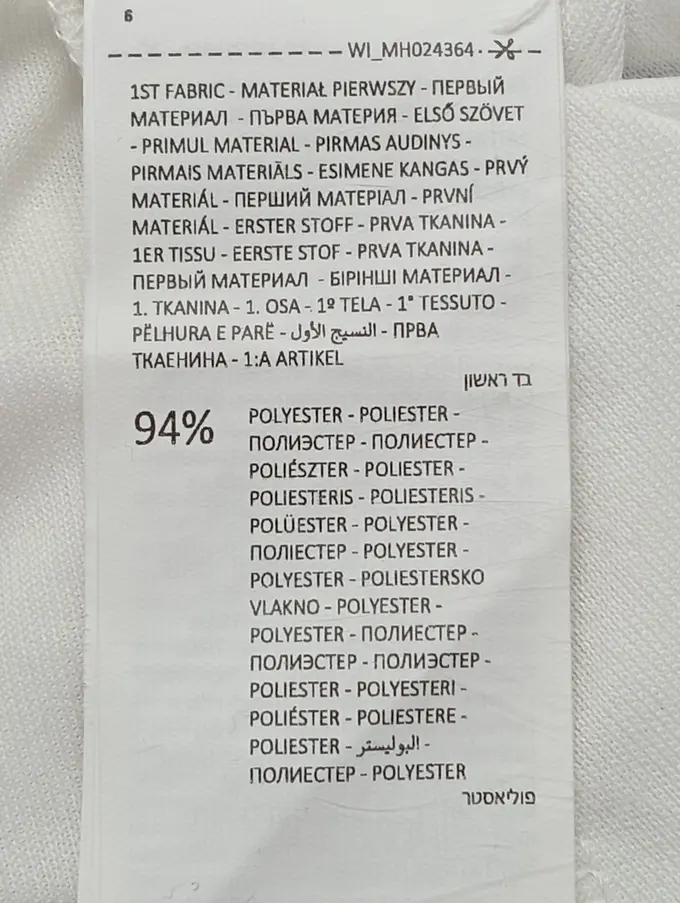 6
WI_MH024364
1ST FABRIC - MATERIAŁ PIERWSZY - ПЕРВЫЙ
МАТЕРИАЛ - ПЪРВА МАТЕРИЯ - ELSŐ SZÖVET
- PRIMUL MATERIAL - PIRMAS AUDINYS -
PIRMAIS MATERIĀLS - ESIMENE KANGAS - PRVÝ
MATERIÁL - ПЕРШИЙ МАТЕРІАЛ - PRVNÍ
MATERIÁL - ERSTER STOFF - PRVA TKANINA -
1ER TISSU - EERSTE STOF - PRVA TKANINA -
ПЕРВЫЙ МАТЕРИАЛ - БІРІНШІ МАТЕРИАЛ -
1. TKANINA - 1. OSA - 1º TELA - 1° TESSUTO -
PËLHURA E PARË - النسيج الأول - ПРВА
ТКАЕНИНА - 1:A ARTIKEL
בד ראשון
94% POLYESTER - POLIESTER -
ПОЛИЭСТЕР - ПОЛИЕСТЕР -
POLIÉSZTER - POLIESTER -
POLIESTERIS - POLIESTERIS -
POLÜESTER - POLYESTER -
ПОЛІЕСТЕР - POLYESTER -
POLYESTER - POLIESTERSKO
VLAKNO - POLYESTER -
POLYESTER - ПОЛИЕСТЕР -
ПОЛИЭСТЕР - ПОЛИЭСТЕР -
POLIESTER - POLYESTERI -
POLIÉSTER - POLIESTERE -
POLIESTER - البوليستر -
ПОЛИЕСТЕР - POLYESTER
פוליאסטר